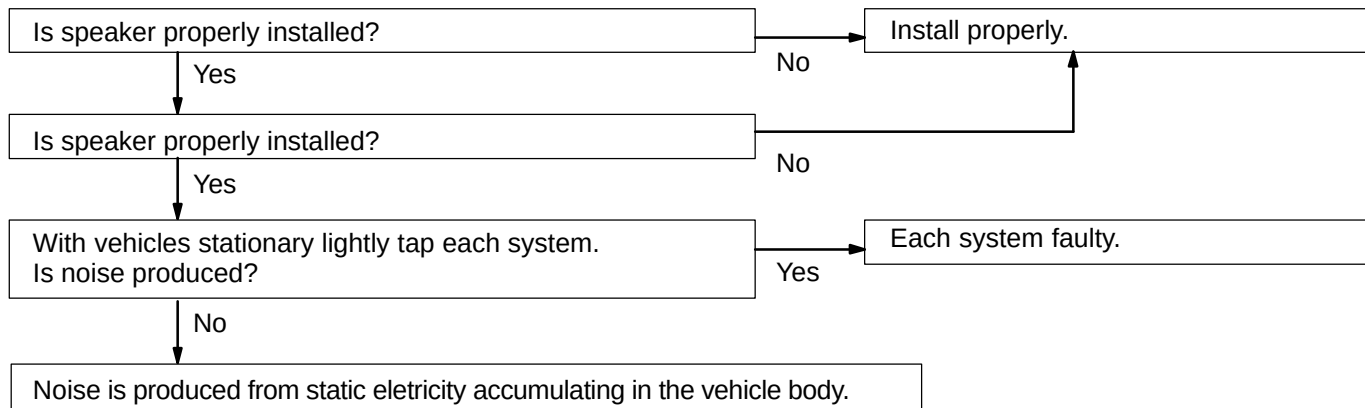 Is speaker properly installed?
Install properly.
No
Yes
Is speaker properly installed?
No
Yes
With vehicles stationary lightly tap each system.
Is noise produced?
Each system faulty.
Yes
No
Noise is produced from static eletricity accumulating in the vehicle body.